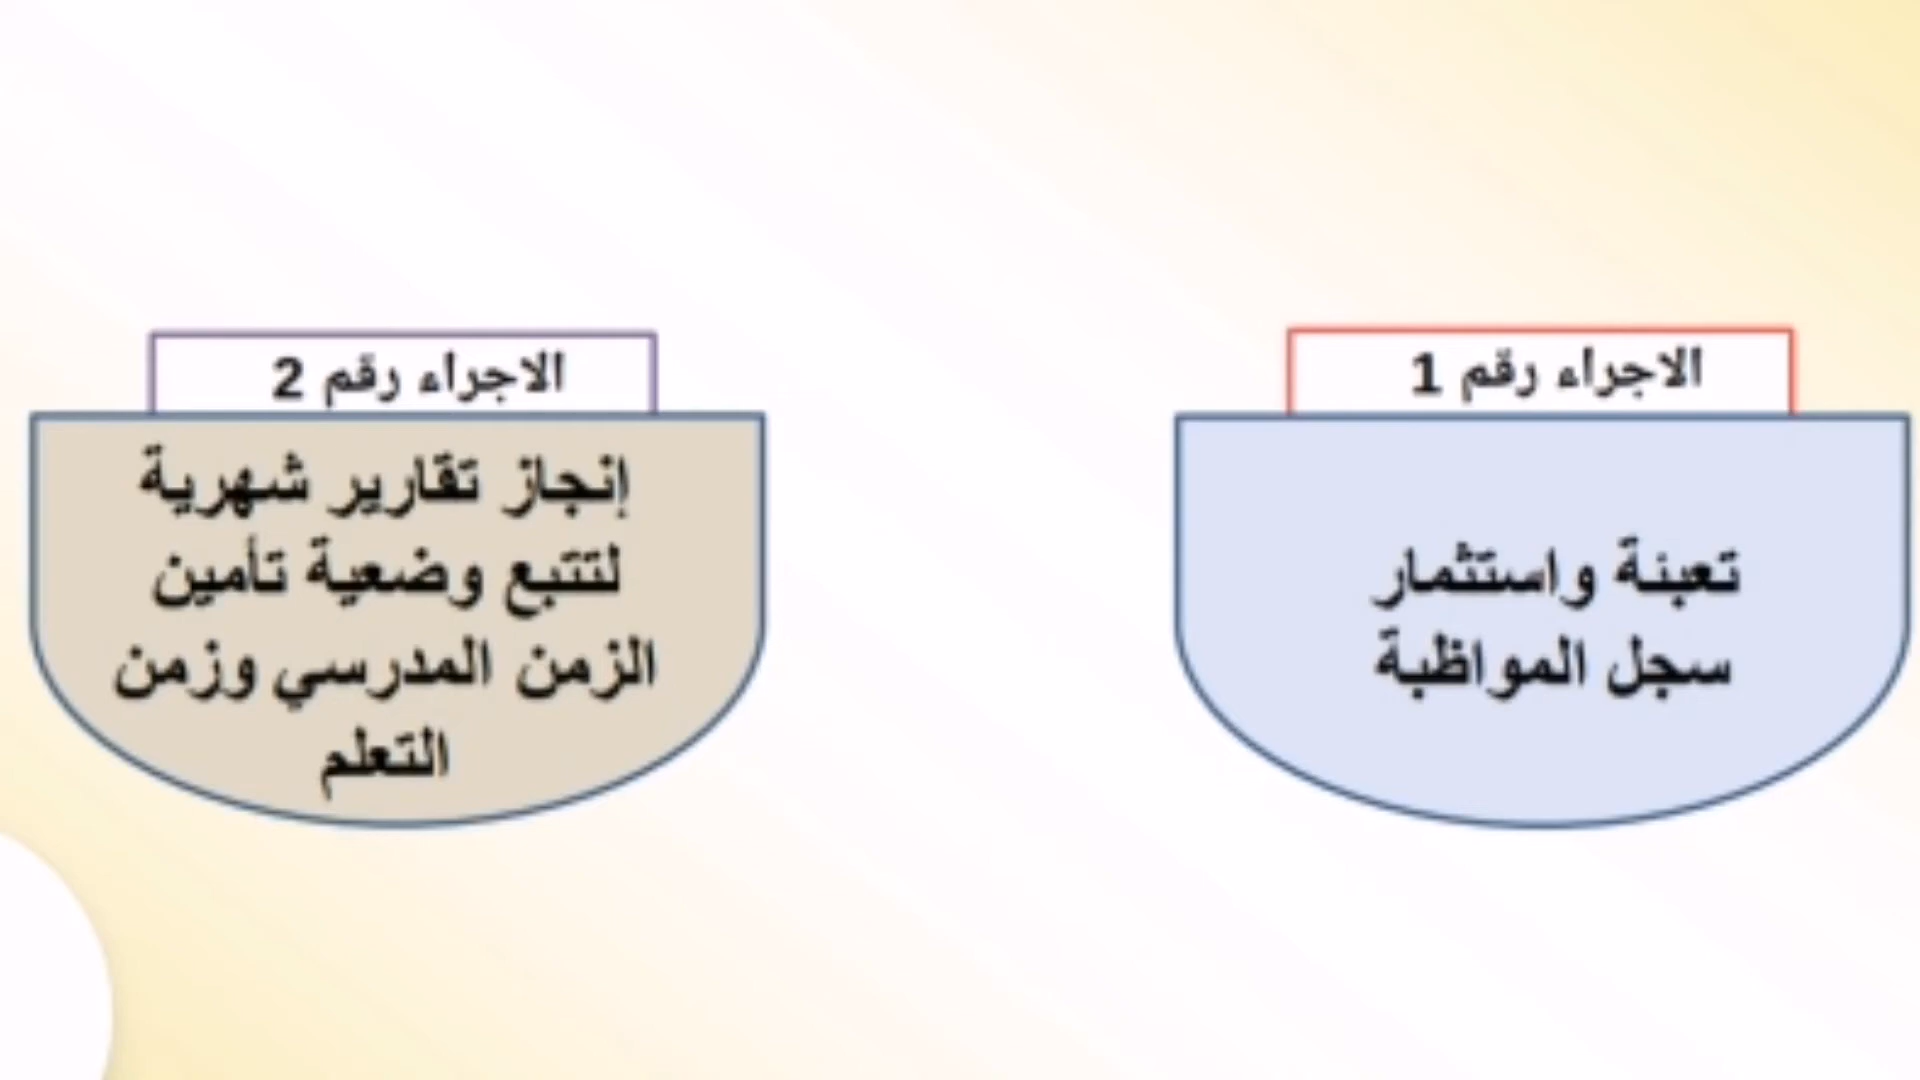 الاجراء رقم 1
تعبئة واستثمار
سجل المواظبة
الاجراء رقم 2
إنجاز تقارير شهرية
لتتبع وضعية تأمين
الزمن المدرسي وزمن
التعلم